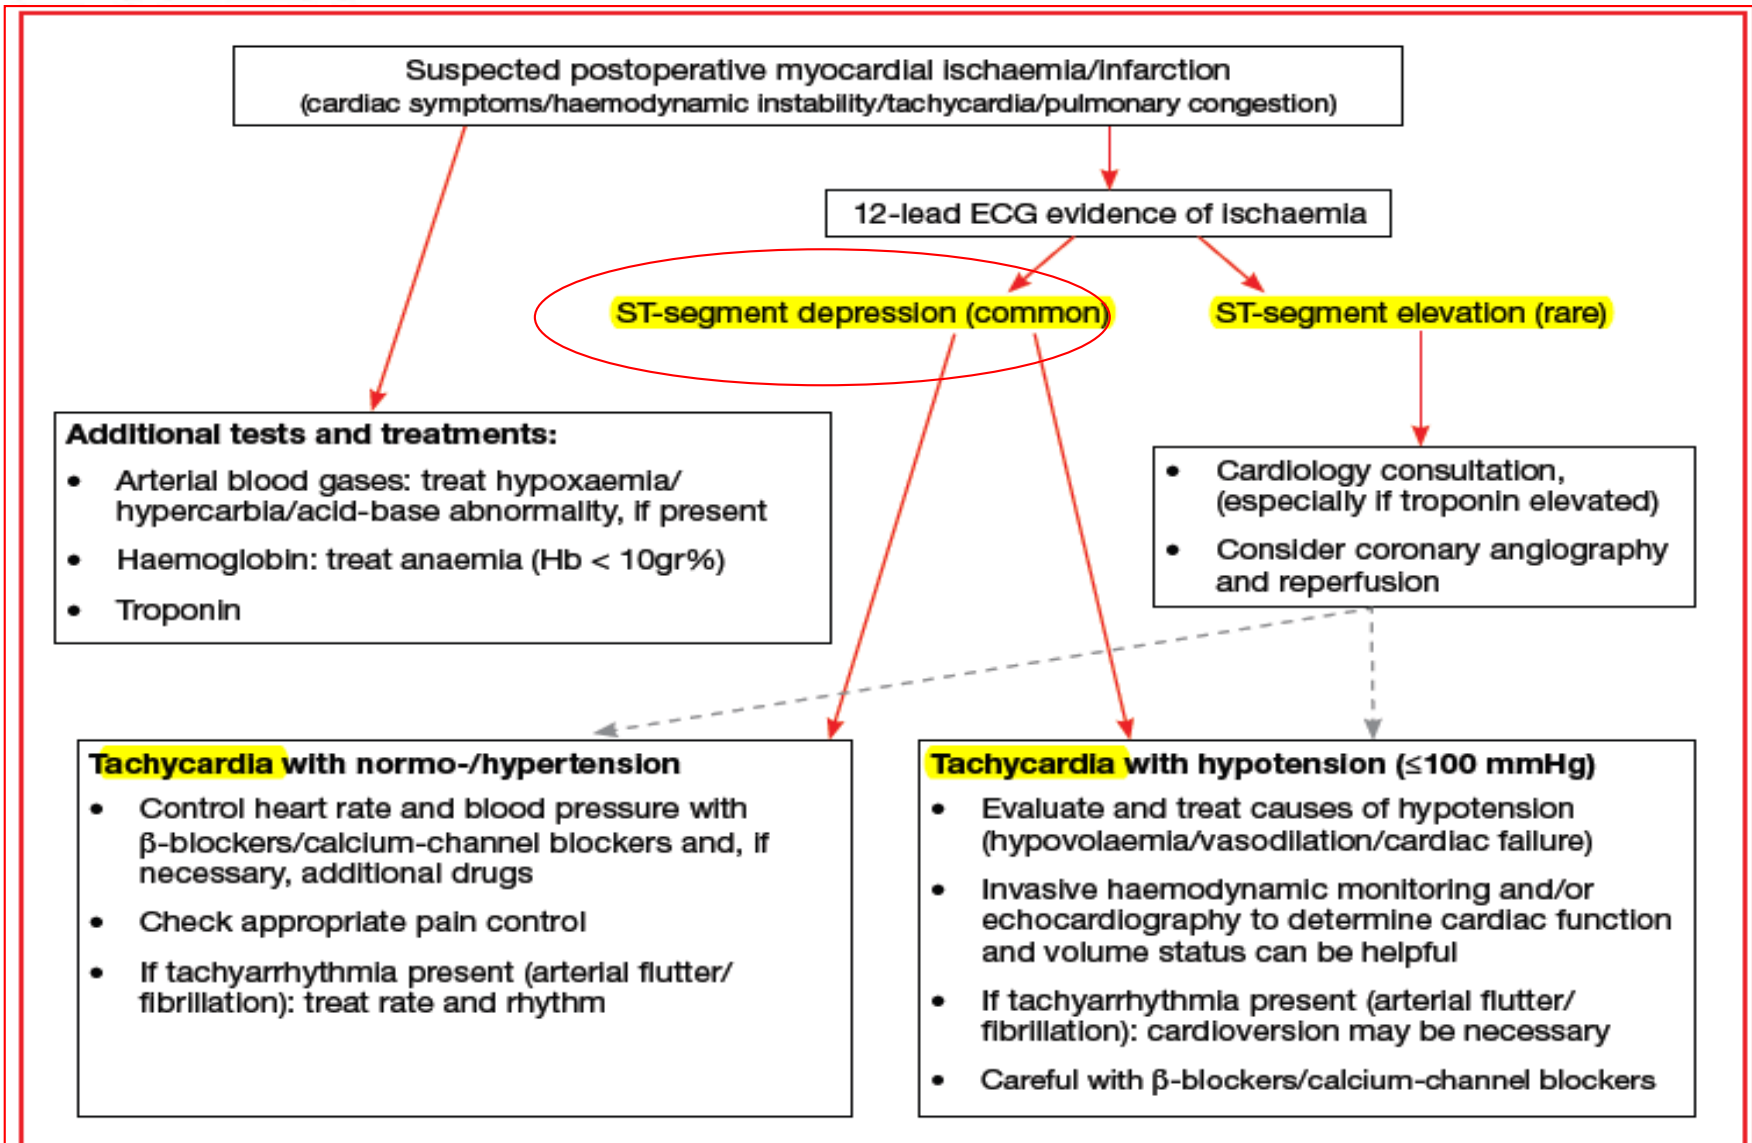 Suspected postoperative myocardial ischaemia/infarction
(cardiac symptoms/haemodynamic instability/tachycardia/pulmonary congestion)
12-lead ECG evidence of ischaemia
ST-segment depression (common)
ST-segment elevation (rare)
Additional tests and treatments:
• Arterial blood gases: treat hypoxaemia/
hypercarbia/acid-base abnormality, if present
• Haemoglobin: treat anaemia (Hb < 10gr%)
• Troponin
• Cardiology consultation,
(especially if troponin elevated)
• Consider coronary angiography
and reperfusion
Tachycardia with normo-/hypertension
• Control heart rate and blood pressure with
β-blockers/calcium-channel blockers and, if
necessary, additional drugs
• Check appropriate pain control
• If tachyarrhythmia present (arterial flutter/
fibrillation): treat rate and rhythm
Tachycardia with hypotension (≤100 mmHg)
• Evaluate and treat causes of hypotension
(hypovolaemia/vasodilation/cardiac failure)
• Invasive haemodynamic monitoring and/or
echocardiography to determine cardiac function
and volume status can be helpful
• If tachyarrhythmia present (arterial flutter/
fibrillation): cardioversion may be necessary
• Careful with β-blockers/calcium-channel blockers